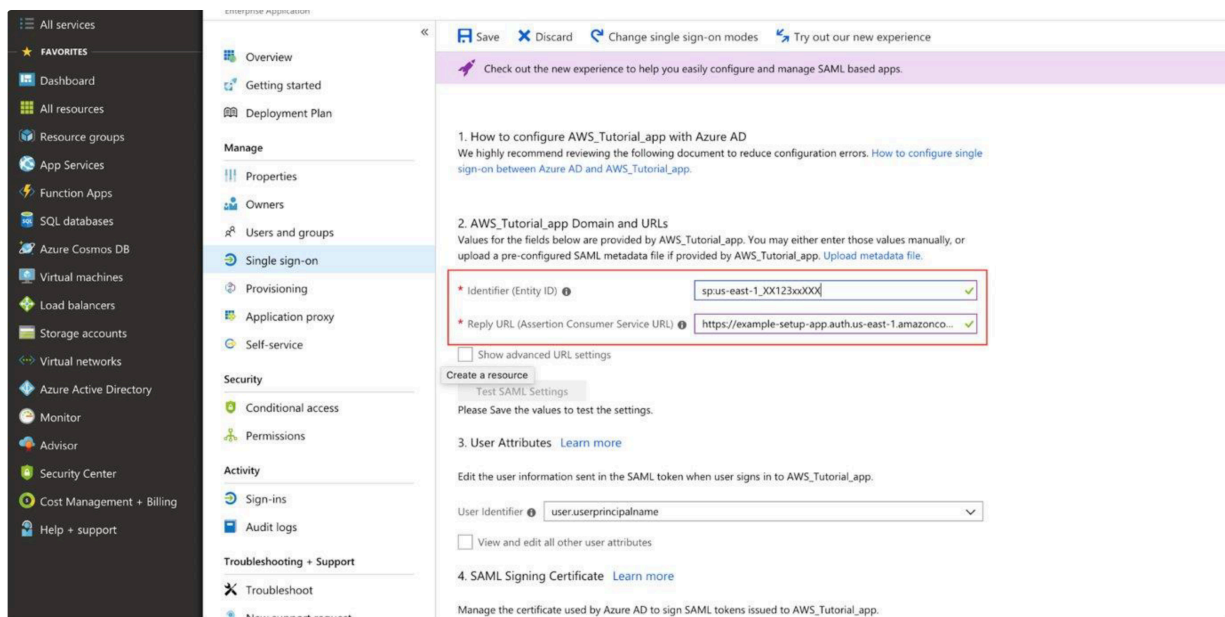 Enterprise Application
All services
FAVORITES
Dashboard
All resources
Resource groups
App Services
Function Apps
SQL databases
Azure Cosmos DB
Virtual machines
Load balancers
Storage accounts
Virtual networks
Azure Active Directory
Monitor
Advisor
Security Center
Cost Management + Billing
Help + support
«
Overview
Getting started
Deployment Plan
Manage
Properties
Owners
Users and groups
Single sign-on
Provisioning
Application proxy
Self-service
Security
Conditional access
Permissions
Activity
Sign-ins
Audit logs
Troubleshooting + Support
Troubleshoot
New support request
Save Discard Change single sign-on modes Try out our new experience
Check out the new experience to help you easily configure and manage SAML based apps.
1. How to configure AWS_Tutorial_app with Azure AD
We highly recommend reviewing the following document to reduce configuration errors. How to configure single
sign-on between Azure AD and AWS_Tutorial_app.
2. AWS_Tutorial_app Domain and URLs
Values for the fields below are provided by AWS_Tutorial_app. You may either enter those values manually, or
upload a pre-configured SAML metadata file if provided by AWS_Tutorial_app. Upload metadata file.
* Identifier (Entity ID) sp:us-east-1_XX123xxXXX
* Reply URL (Assertion Consumer Service URL) https://example-setup-app.auth.us-east-1.amazonco...
Show advanced URL settings
Create a resource
Test SAML Settings
Please Save the values to test the settings.
3. User Attributes Learn more
Edit the user information sent in the SAML token when user signs in to AWS_Tutorial_app.
User Identifier user.userprincipalname
View and edit all other user attributes
4. SAML Signing Certificate Learn more
Manage the certificate used by Azure AD to sign SAML tokens issued to AWS_Tutorial_app.